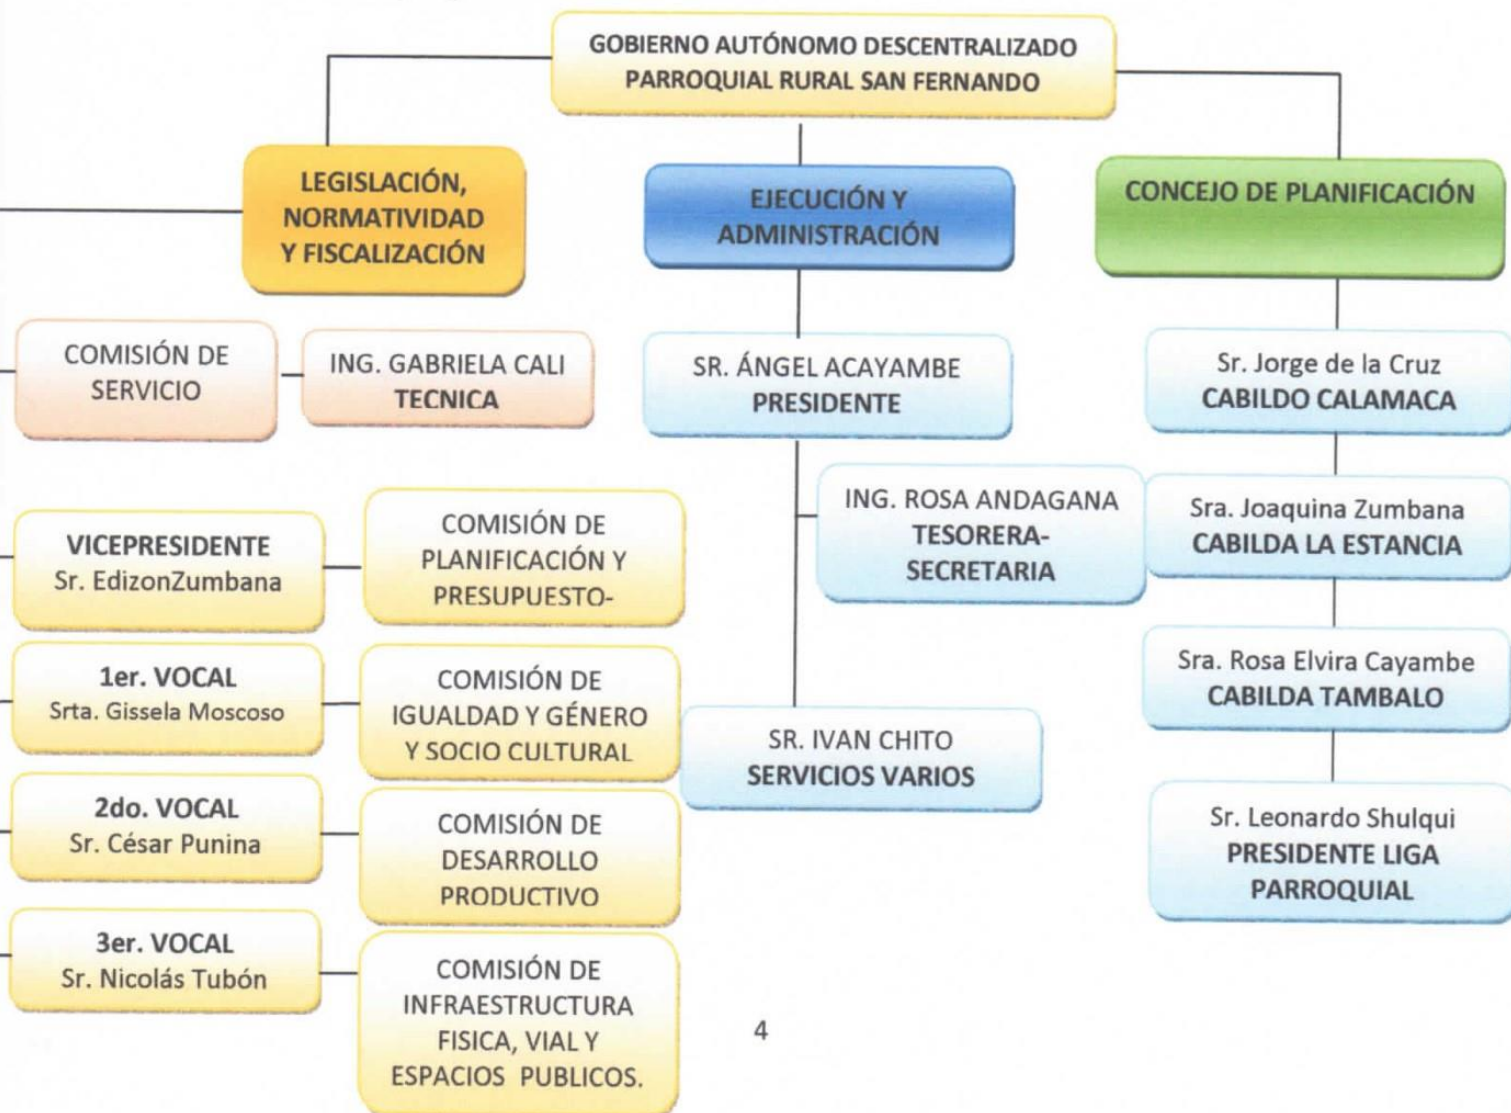 GOBIERNO AUTÓNOMO DESCENTRALIZADO
PARROQUIAL RURAL SAN FERNANDO
LEGISLACIÓN,
NORMATIVIDAD
Y FISCALIZACIÓN
EJECUCIÓN Y
ADMINISTRACIÓN
CONCEJO DE PLANIFICACIÓN
COMISIÓN DE
SERVICIO
ING. GABRIELA CALI
TECNICA
SR. ÁNGEL ACAYAMBE
PRESIDENTE
Sr. Jorge de la Cruz
CABILDO CALAMACA
VICEPRESIDENTE
Sr. EdizonZumbana
COMISIÓN DE
PLANIFICACIÓN Y
PRESUPUESTO-
ING. ROSA ANDAGANA
TESORERA-
SECRETARIA
Sra. Joaquina Zumbana
CABILDA LA ESTANCIA
1er. VOCAL
Srta. Gissela Moscoso
COMISIÓN DE
IGUALDAD Y GÉNERO
Y SOCIO CULTURAL
Sra. Rosa Elvira Cayambe
CABILDA TAMBALO
SR. IVAN CHITO
SERVICIOS VARIOS
2do. VOCAL
Sr. César Punina
COMISIÓN DE
DESARROLLO
PRODUCTIVO
Sr. Leonardo Shulqui
PRESIDENTE LIGA
PARROQUIAL
3er. VOCAL
Sr. Nicolás Tubón
COMISIÓN DE
INFRAESTRUCTURA
FISICA, VIAL Y
ESPACIOS PUBLICOS.
4